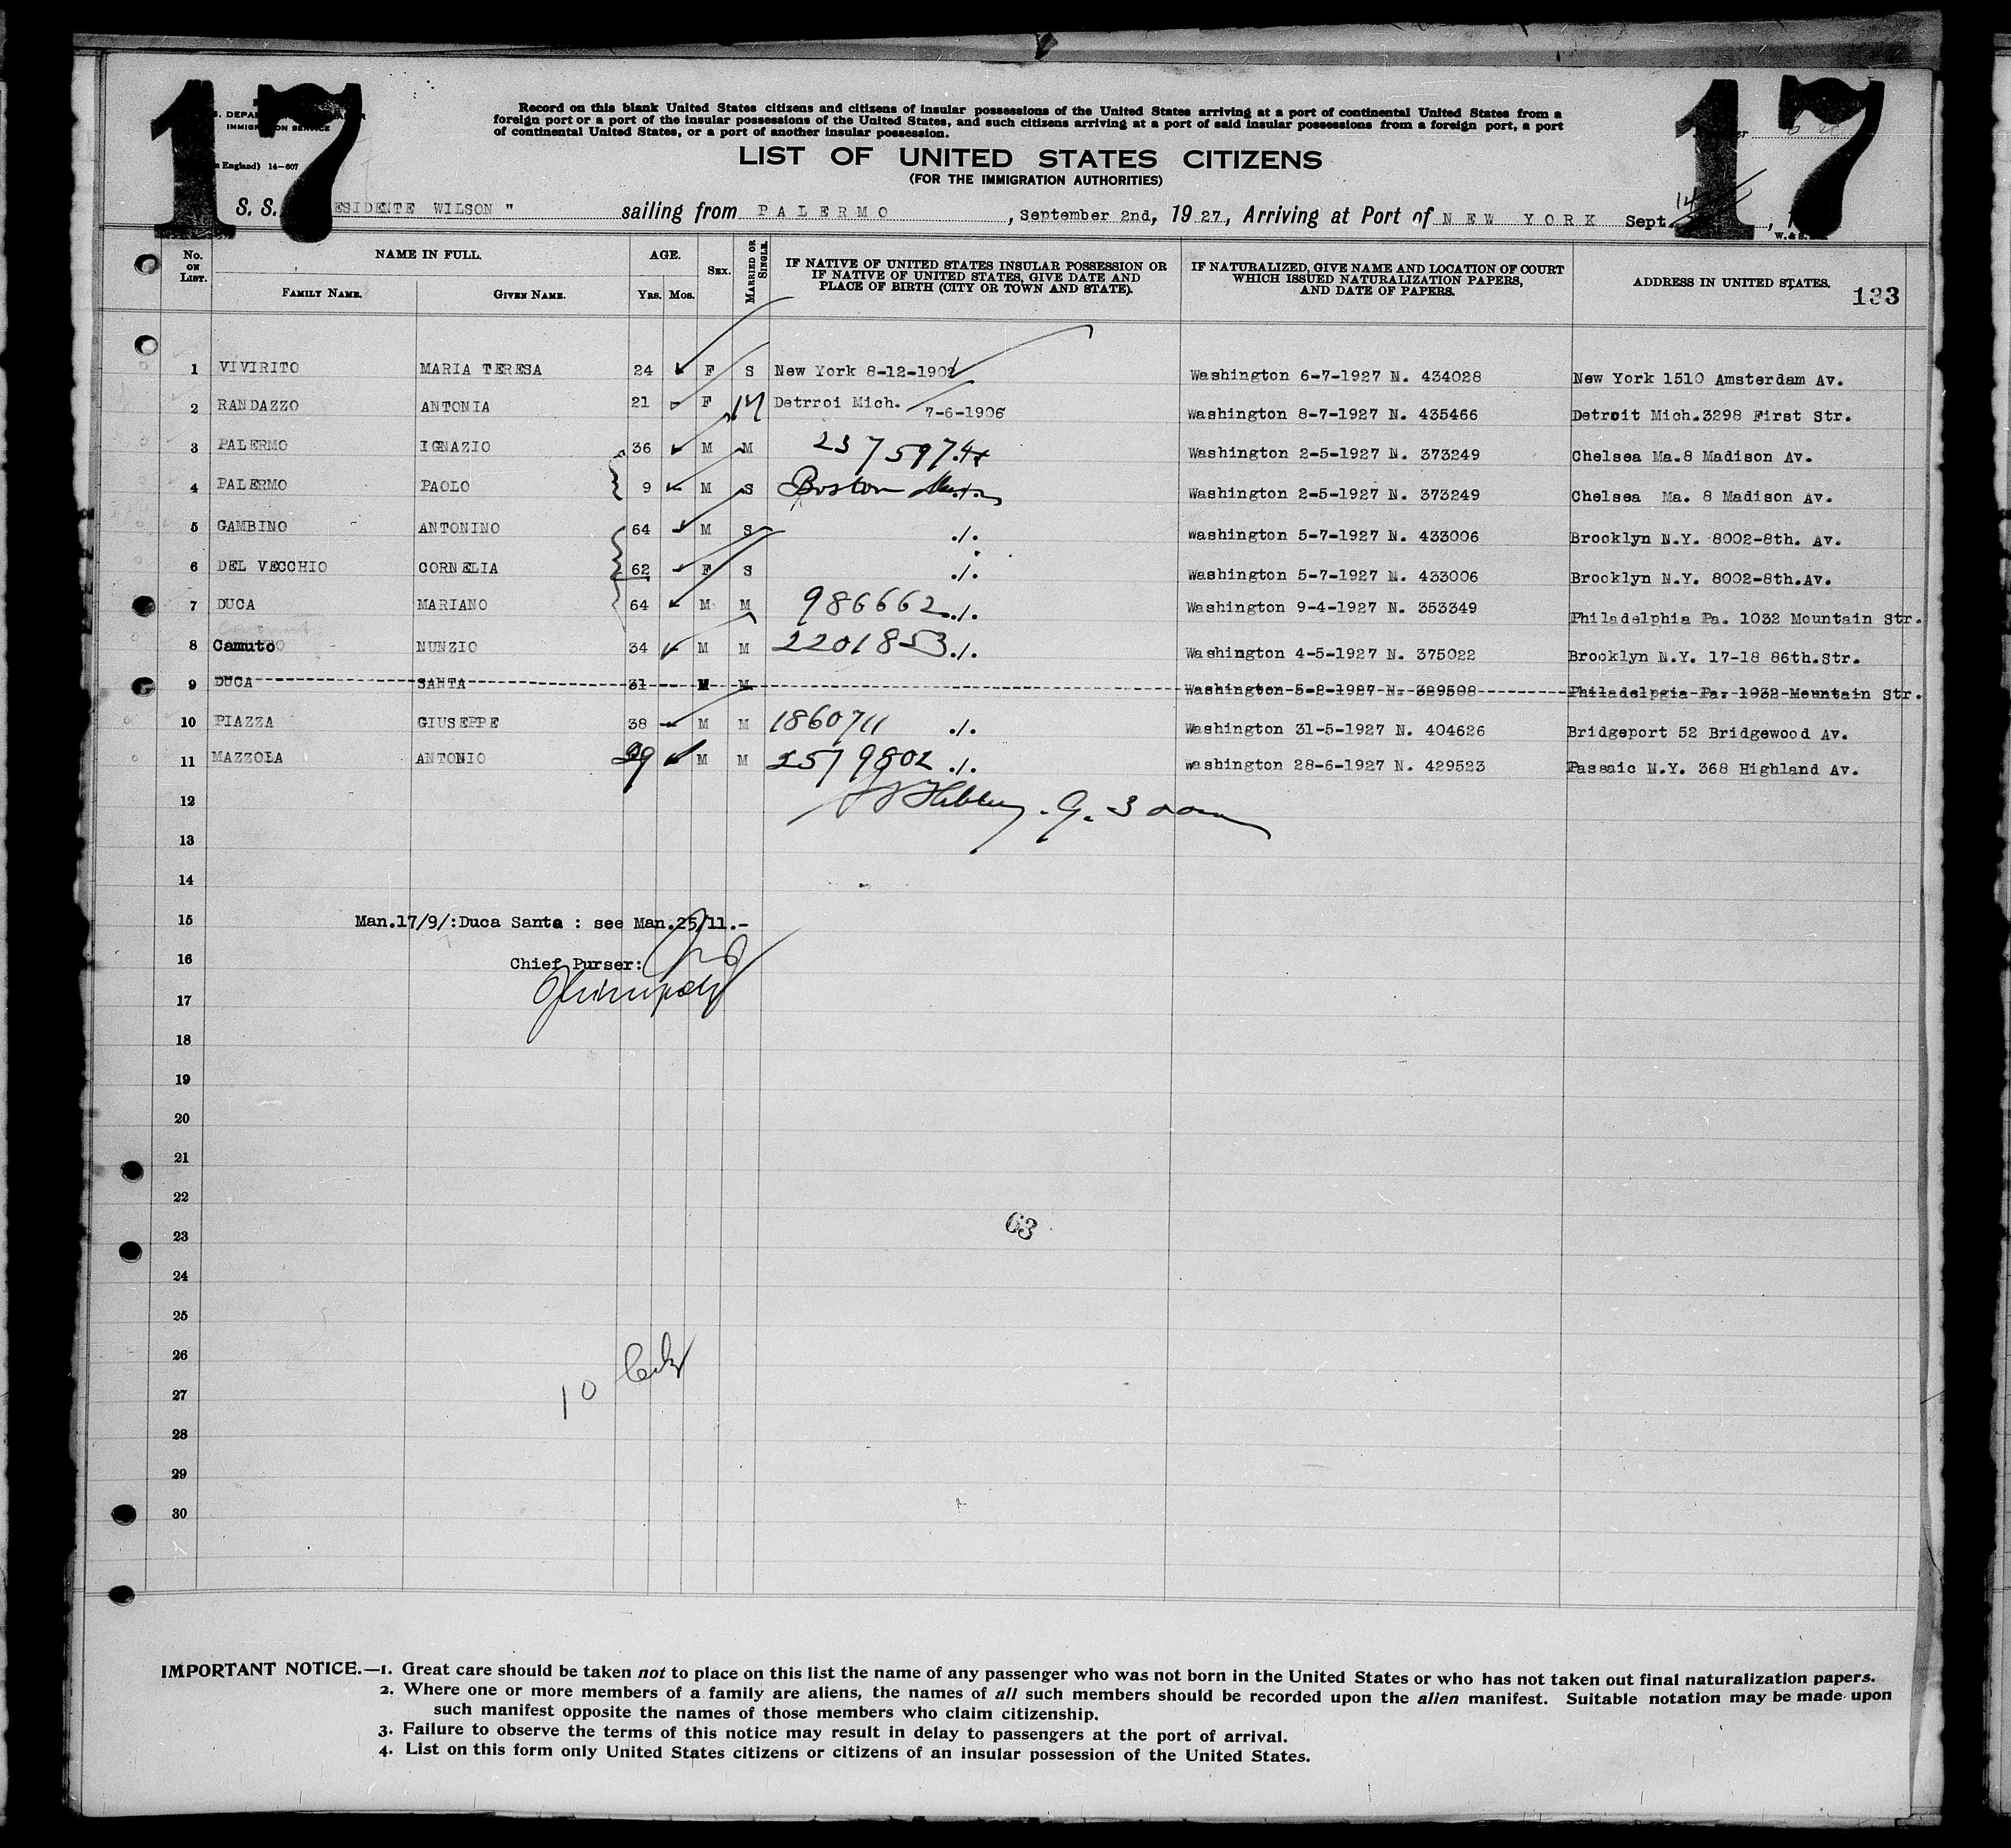 17
17
IMMIGRATION SERVICE
England) 14-607
Record on this blank United States citizens and citizens of insular possessions of the United States arriving at a port of continental United States from a
foreign port or a port of the insular possessions of the United States, and such citizens arriving at a port of said insular possessions from a foreign port, a port
of continental United States, or a port of another insular possession.
LIST OF UNITED STATES CITIZENS
(FOR THE IMMIGRATION AUTHORITIES)
S. S. ESIDENTE WILSON " sailing from PALERMO, September 2nd, 1927, Arriving at Port of NEW YORK Sept. 14
No. ON LIST. NAME IN FULL. AGE. SEX. MARRIED OR SINGLE. IF NATIVE OF UNITED STATES INSULAR POSSESSION OR IF NATIVE OF UNITED STATES, GIVE DATE AND PLACE OF BIRTH (CITY OR TOWN AND STATE). IF NATURALIZED, GIVE NAME AND LOCATION OF COURT WHICH ISSUED NATURALIZATION PAPERS, AND DATE OF PAPERS. ADDRESS IN UNITED STATES. 133
FAMILY NAME. GIVEN NAME. YRS. MOS.
1 VIVIRITO MARIA TERESA 24 F S New York 8-12-1902 Washington 6-7-1927 N. 434028 New York 1510 Amsterdam Av.
2 RANDAZZO ANTONIA 21 F M Detrroi Mich. 7-6-1906 Washington 8-7-1927 N. 435466 Detroit Mich.3298 First Str.
3 PALERMO IGNAZIO 36 M M 2375974 Washington 2-5-1927 N. 373249 Chelsea Ma.8 Madison Av.
4 PALERMO PAOLO 9 M S Boston Mass Washington 2-5-1927 N. 373249 Chelsea Ma. 8 Madison Av.
5 GAMBINO ANTONINO 64 M S ./. Washington 5-7-1927 N. 433006 Brooklyn N.Y. 8002-8th. Av.
6 DEL VECCHIO CORNELIA 62 F S ./. Washington 5-7-1927 N. 433006 Brooklyn N.Y. 8002-8th.Av.
7 DUCA MARIANO 64 M M 986662 ./. Washington 9-4-1927 N. 353349 Philadelphia Pa. 1032 Mountain Str.
8 Camuto NUNZIO 34 M M 2201853 ./. Washington 4-5-1927 N. 375022 Brooklyn N.Y. 17-18 86th.Str.
9 DUCA SANTA 31 M M Washington 5-2-1927 N. 329508 Philadelpgia Pa. 1032 Mountain Str.
10 PIAZZA GIUSEPPE 38 M M 1860711 ./. Washington 31-5-1927 N. 404626 Bridgeport 52 Bridgewood Av.
11 MAZZOLA ANTONIO 39 M M 2579802 ./. Washington 28-6-1927 N. 429523 Passaic N.Y. 368 Highland Av.
12
13
14
15 Man.17/9/:Duca Santa : see Man.25/11.-
16 Chief Purser:
17
18
19
20
21
22
23
63
24
25
26
27
10
28
29
30
IMPORTANT NOTICE.—1. Great care should be taken not to place on this list the name of any passenger who was not born in the United States or who has not taken out final naturalization papers.
2. Where one or more members of a family are aliens, the names of all such members should be recorded upon the alien manifest. Suitable notation may be made upon
such manifest opposite the names of those members who claim citizenship.
3. Failure to observe the terms of this notice may result in delay to passengers at the port of arrival.
4. List on this form only United States citizens or citizens of an insular possession of the United States.